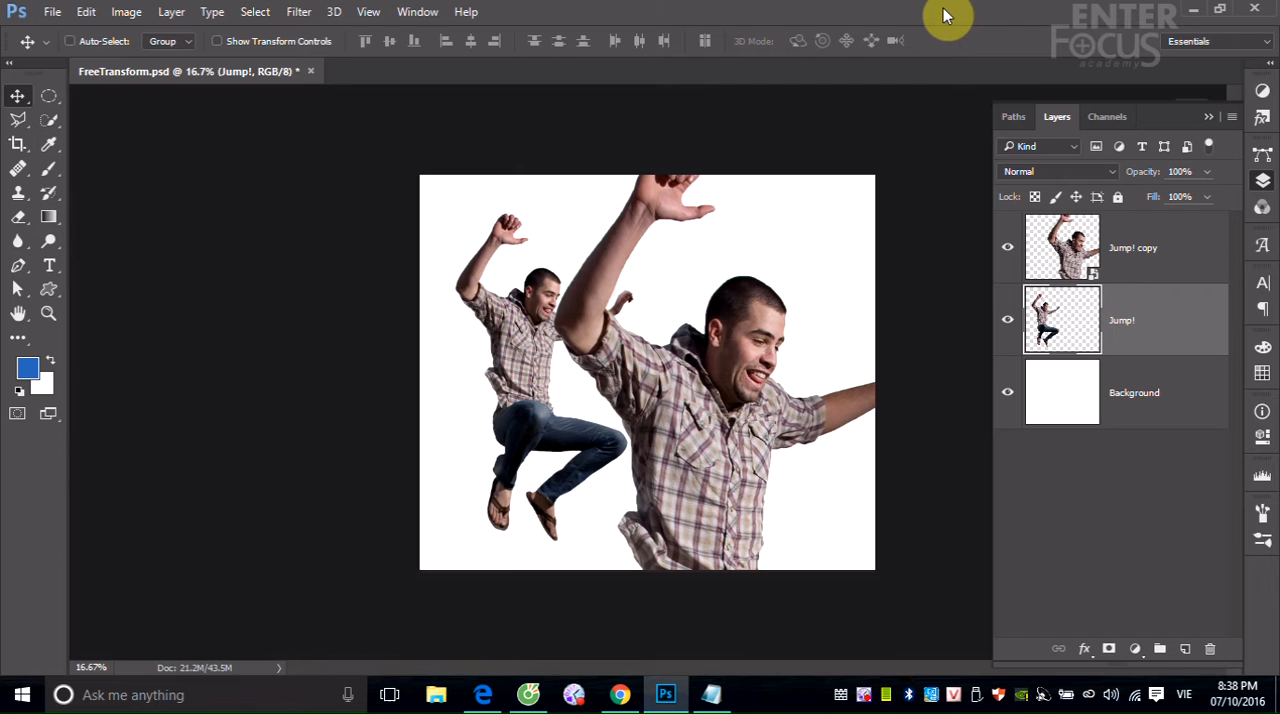 Ps File Edit Image Layer Type Select Filter 3D View Window Help
ENTER
FOCUS
academy
Auto-Select: Group Show Transform Controls 3D Mode: Essentials
FreeTransform.psd @ 16.7% (Jump!, RGB/8) *
Paths Layers Channels
Kind
Normal Opacity: 100%
Lock: Fill: 100%
Jump! copy
Jump!
Background
fx
16.67% Doc: 21.2M/43.5M
Ask me anything
VIE
8:38 PM
07/10/2016